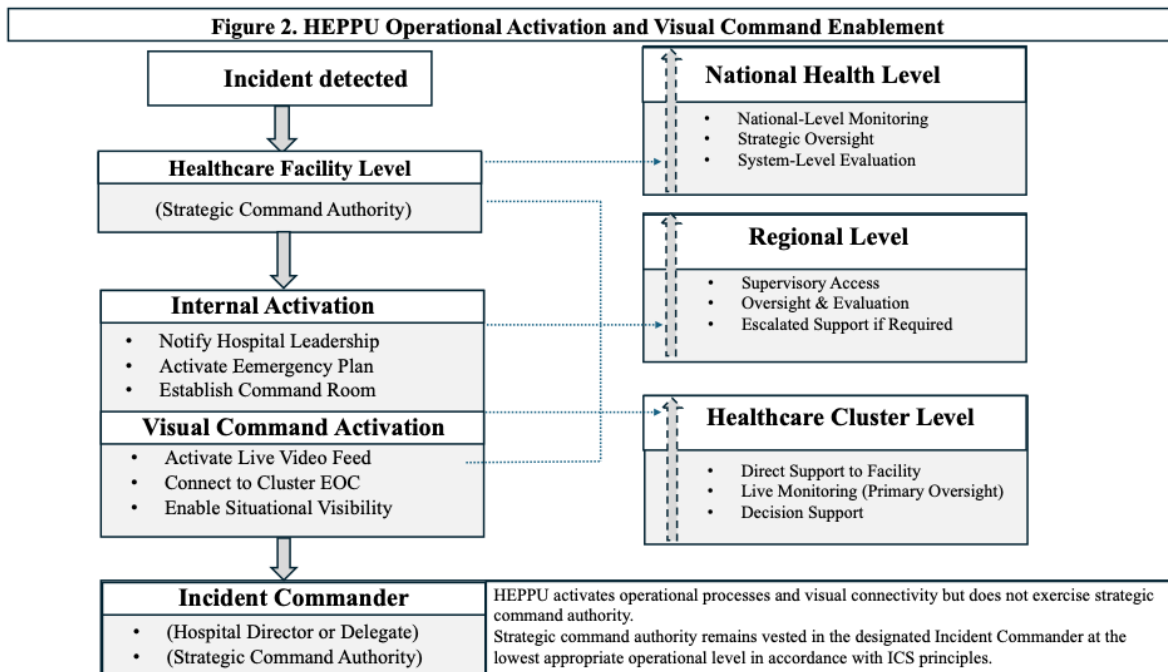 Figure 2. HEPPU Operational Activation and Visual Command Enablement
Incident detected
Healthcare Facility Level
(Strategic Command Authority)
Internal Activation
• Notify Hospital Leadership
• Activate Eemergency Plan
• Establish Command Room
Visual Command Activation
• Activate Live Video Feed
• Connect to Cluster EOC
• Enable Situational Visibility
Incident Commander
• (Hospital Director or Delegate)
• (Strategic Command Authority)
National Health Level
• National-Level Monitoring
• Strategic Oversight
• System-Level Evaluation
Regional Level
• Supervisory Access
• Oversight & Evaluation
• Escalated Support if Required
Healthcare Cluster Level
• Direct Support to Facility
• Live Monitoring (Primary Oversight)
• Decision Support
HEPPU activates operational processes and visual connectivity but does not exercise strategic
command authority.
Strategic command authority remains vested in the designated Incident Commander at the
lowest appropriate operational level in accordance with ICS principles.